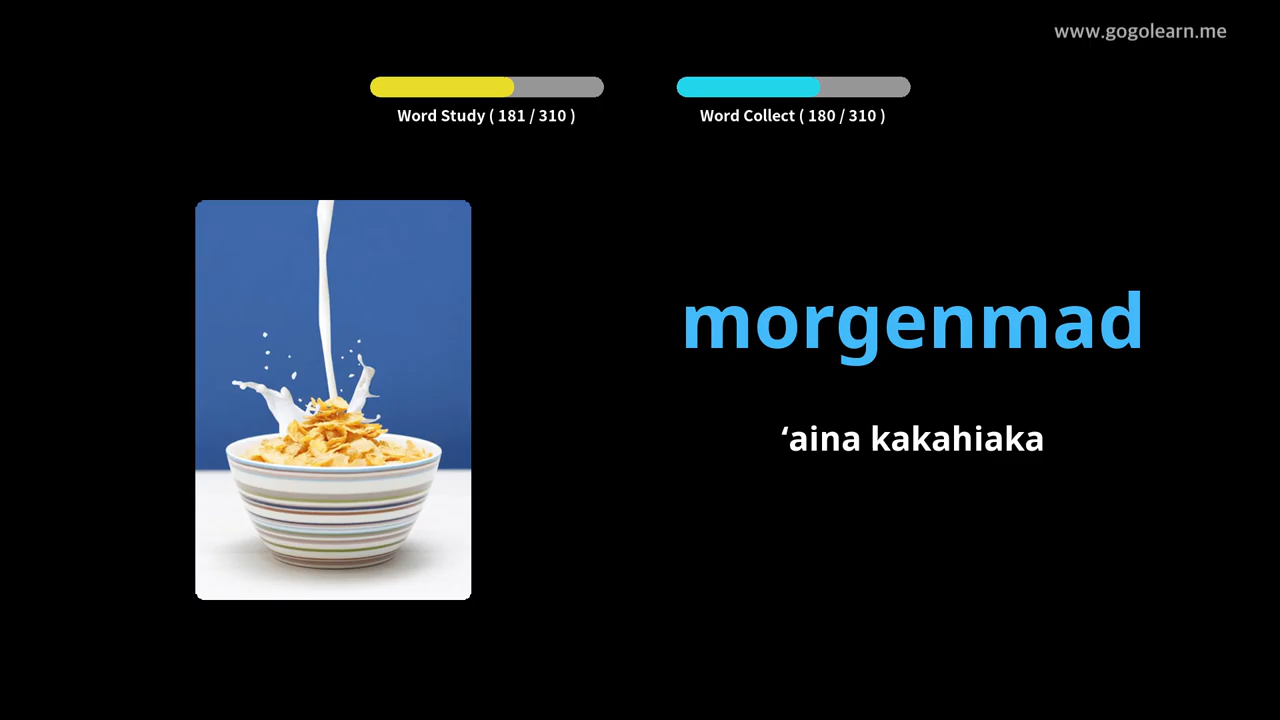 www.gogolearn.me
Word Study ( 181 / 310 )
Word Collect ( 180 / 310 )
morgenmad
ʻaina kakahiaka